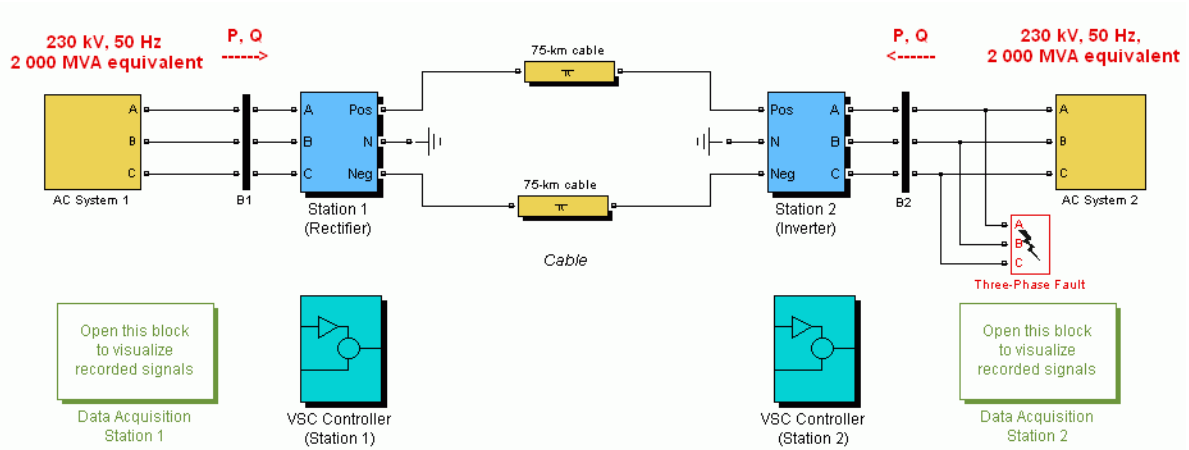 230 kV, 50 Hz
2 000 MVA equivalent
P, Q
------>
75-km cable
P, Q
<------
230 kV, 50 Hz,
2 000 MVA equivalent
A
B
C
AC System 1
B1
A
B
C
Pos
N
Neg
Station 1
(Rectifier)
75-km cable
Cable
Pos
N
Neg
A
B
C
Station 2
(Inverter)
B2
A
B
C
AC System 2
A
B
C
Three-Phase Fault
Open this block
to visualize
recorded signals
Data Acquisition
Station 1
VSC Controller
(Station 1)
VSC Controller
(Station 2)
Open this block
to visualize
recorded signals
Data Acquisition
Station 2